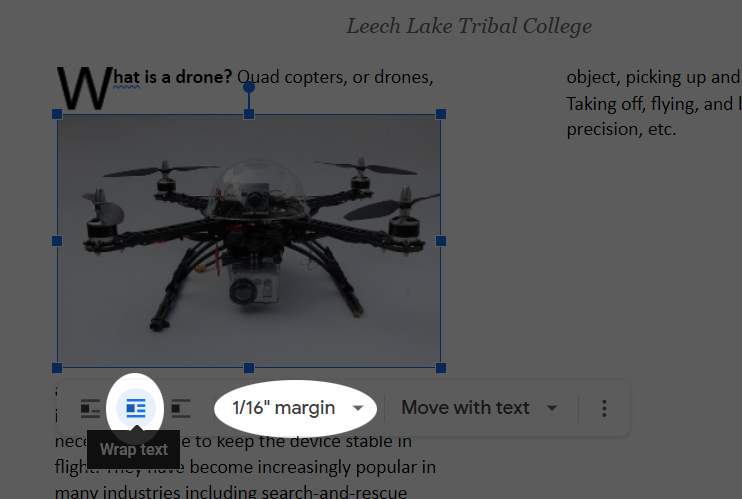 Leech Lake Tribal College
What is a drone? Quad copters, or drones,
object, picking up and
Taking off, flying, and
precision, etc.
1/16" margin
Move with text
Wrap text
to keep the device stable in
flight. They have become increasingly popular in
many industries including search-and-rescue